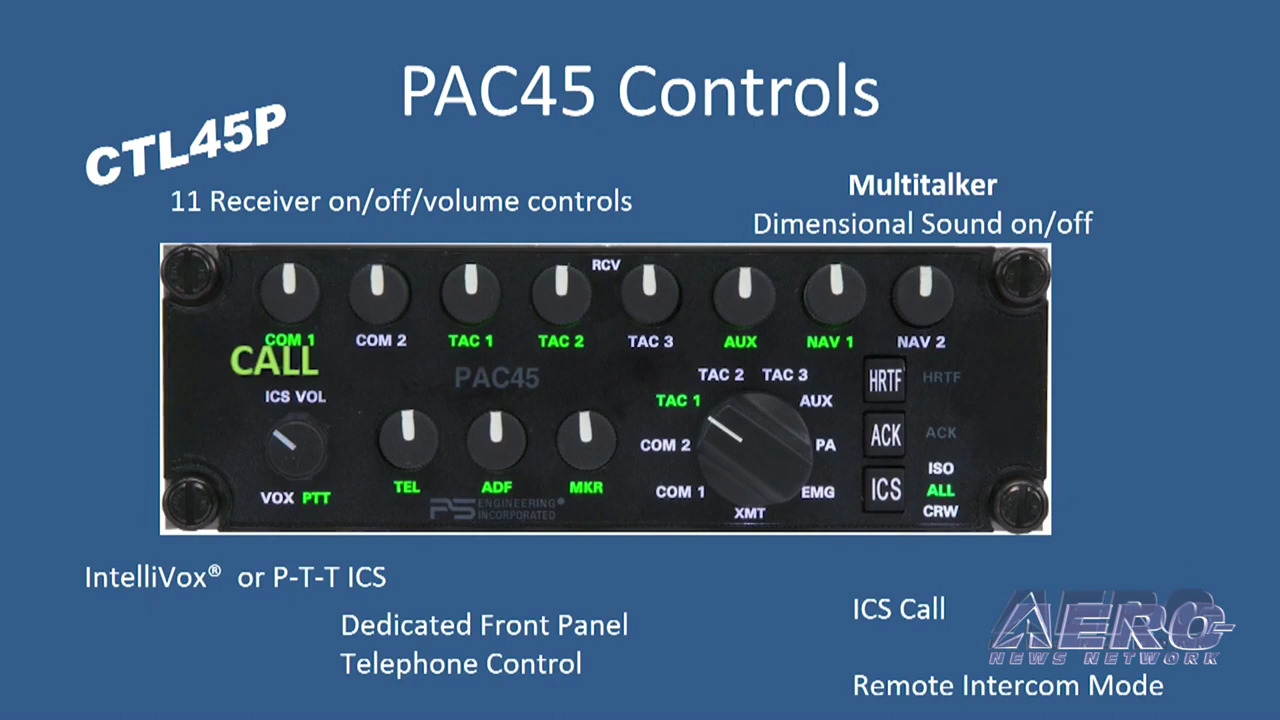 PAC45 Controls
CTL45P
11 Receiver on/off/volume controls
Multitalker
Dimensional Sound on/off
RCV
COM 1 COM 2 TAC 1 TAC 2 TAC 3 AUX NAV 1 NAV 2
CALL
PAC45
TAC 2 TAC 3
HRTF HRTF
ICS VOL
TAC 1 AUX
ACK ACK
COM 2 PA
ISO
ICS ALL
TEL ADF MKR
COM 1 EMG
VOX PTT
CRW
PS ENGINEERING®
INCORPORATED
XMT
IntelliVox® or P-T-T ICS
Dedicated Front Panel
Telephone Control
ICS Call
AERO-
NEWS NETWORK
Remote Intercom Mode